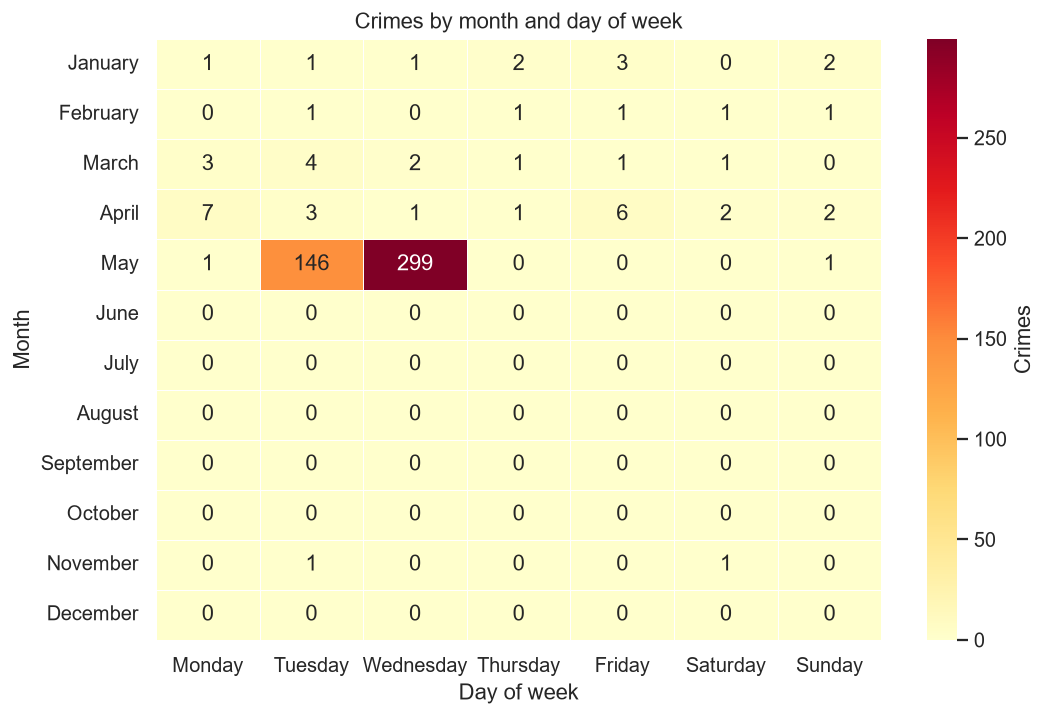 Crimes by month and day of week
January 1 1 1 2 3 0 2
February 0 1 0 1 1 1 1
250
March 3 4 2 1 1 1 0
April 7 3 1 1 6 2 2
200
May 1 146 299 0 0 0 1
June 0 0 0 0 0 0 0
Month
150
Crimes
July 0 0 0 0 0 0 0
August 0 0 0 0 0 0 0
100
September 0 0 0 0 0 0 0
October 0 0 0 0 0 0 0
50
November 0 1 0 0 0 1 0
December 0 0 0 0 0 0 0
0
Monday Tuesday Wednesday Thursday Friday Saturday Sunday
Day of week